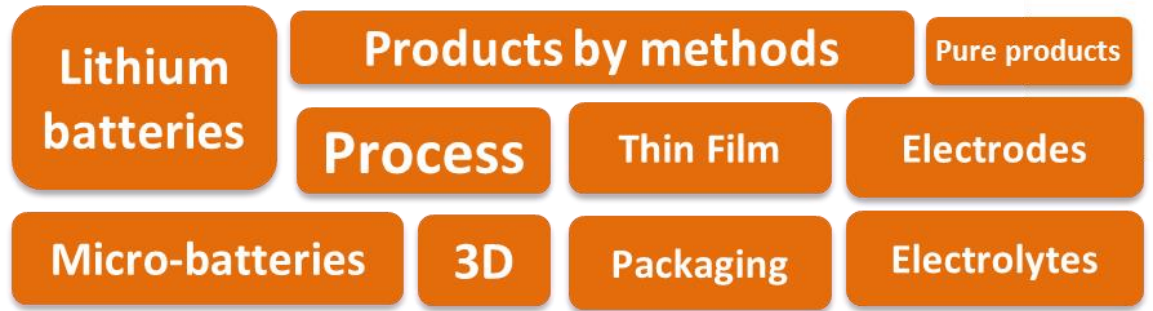 Lithium
batteries
Products by methods
Pure products
Process
Thin Film
Electrodes
Micro-batteries
3D
Packaging
Electrolytes